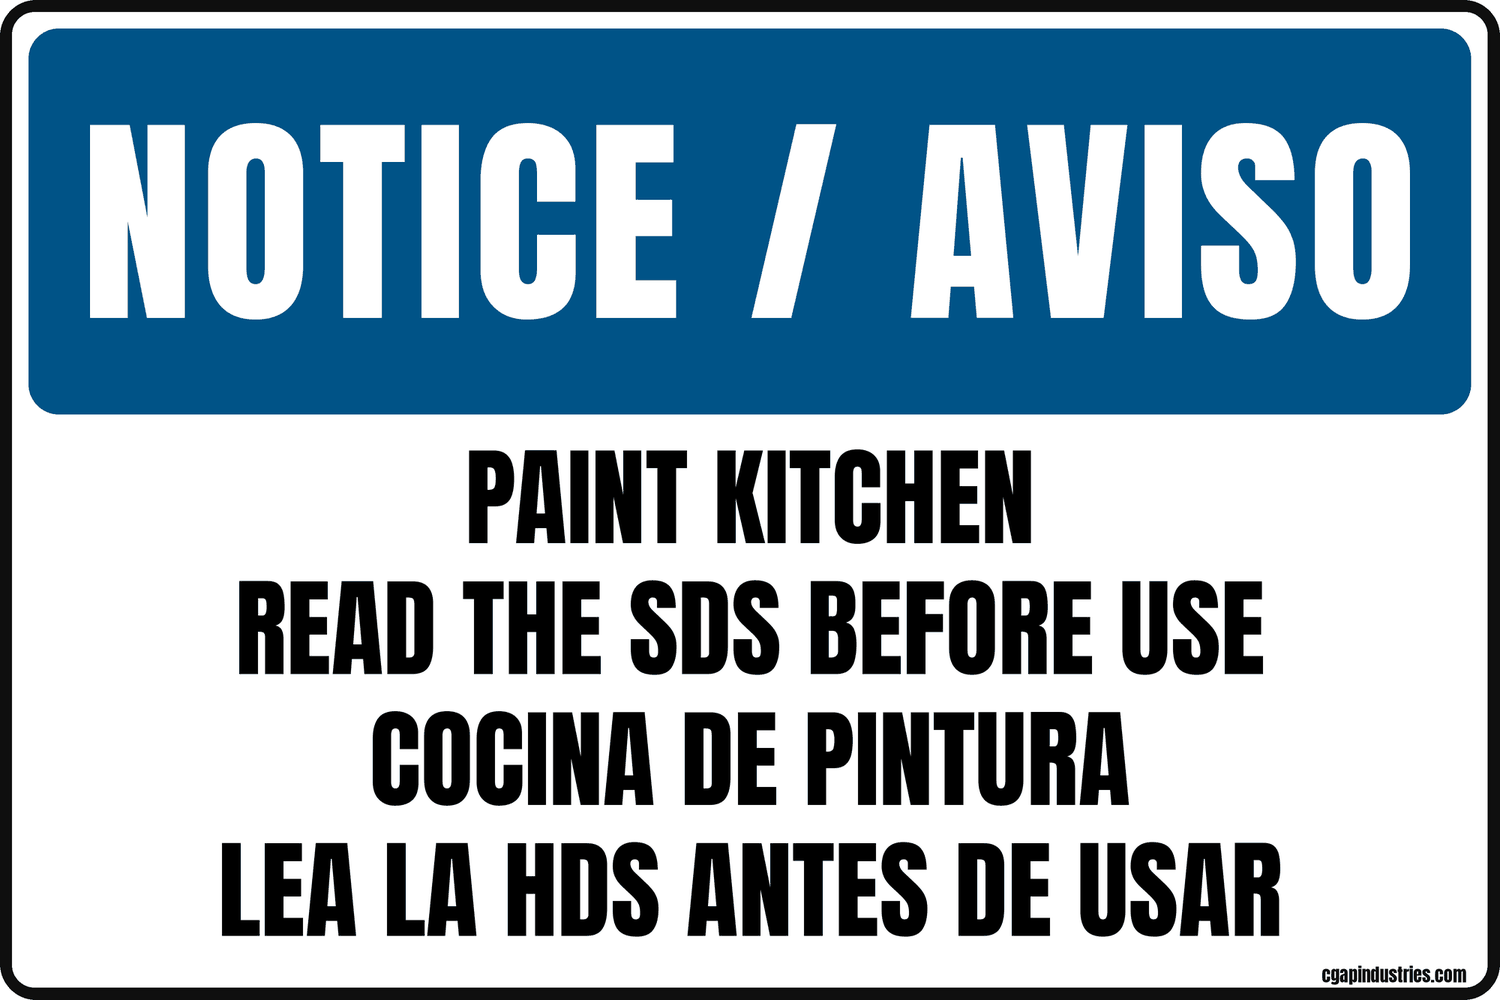 NOTICE / AVISO
PAINT KITCHEN
READ THE SDS BEFORE USE
COCINA DE PINTURA
LEA LA HDS ANTES DE USAR
cgapindustries.com